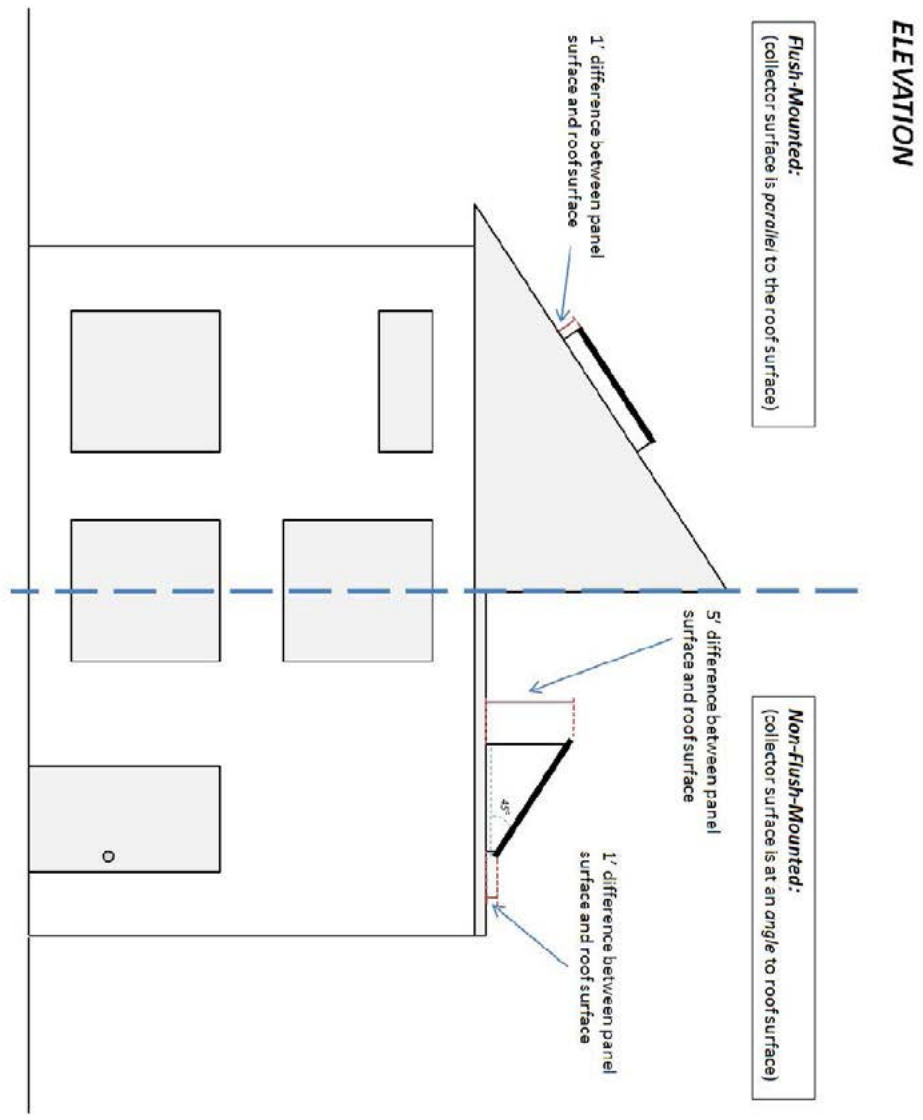 ELEVATION
Flush-Mounted:
(collector surface is parallel to the roof surface)
1' difference between panel
surface and roof surface
Non-Flush-Mounted:
(collector surface is at an angle to roof surface)
5' difference between panel
surface and roof surface
45°
1' difference between panel
surface and roof surface